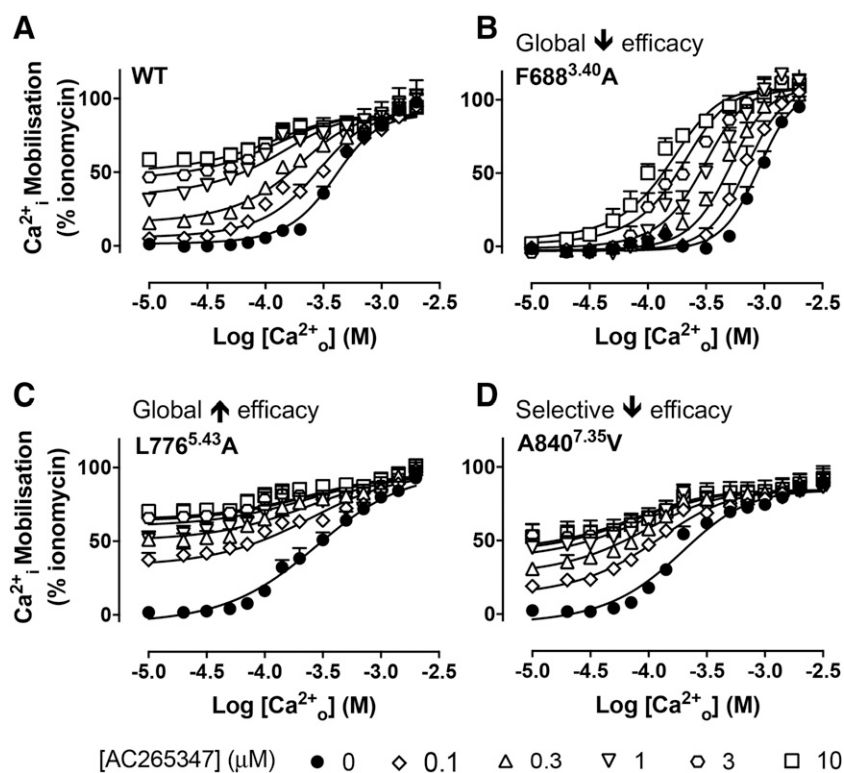 A
WT
Ca²⁺ᵢ Mobilisation
(% ionomycin)
100
50
0
-5.0 -4.5 -4.0 -3.5 -3.0 -2.5
Log [Ca²⁺ₒ] (M)
B
Global ↓ efficacy
F688³·⁴⁰A
100
50
0
-5.0 -4.5 -4.0 -3.5 -3.0 -2.5
Log [Ca²⁺ₒ] (M)
C
Global ↑ efficacy
L776⁵·⁴³A
Ca²⁺ᵢ Mobilisation
(% ionomycin)
100
50
0
-5.0 -4.5 -4.0 -3.5 -3.0 -2.5
Log [Ca²⁺ₒ] (M)
D
Selective ↓ efficacy
A840⁷·³⁵V
100
50
0
-5.0 -4.5 -4.0 -3.5 -3.0 -2.5
Log [Ca²⁺ₒ] (M)
[AC265347] (μM) ● 0 ◇ 0.1 △ 0.3 ▽ 1 ○ 3 □ 10